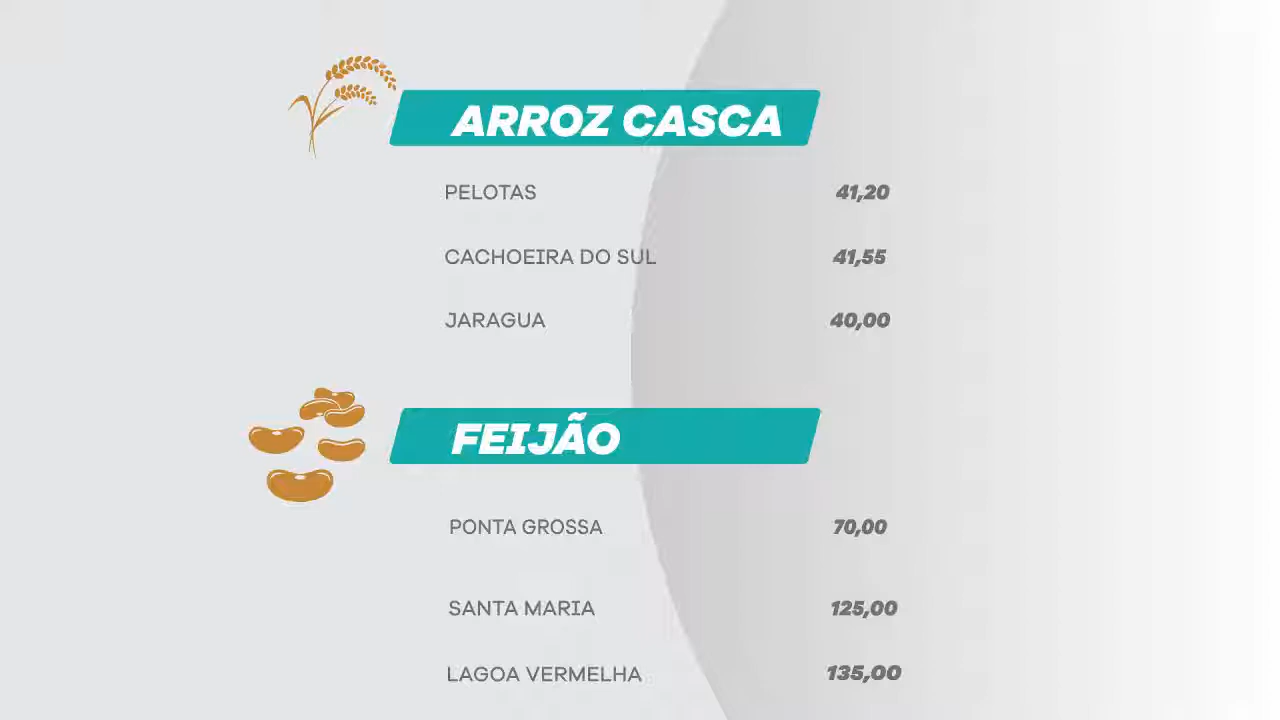 ARROZ CASCA
PELOTAS 41,20
CACHOEIRA DO SUL 41,55
JARAGUA 40,00
FEIJÃO
PONTA GROSSA 70,00
SANTA MARIA 125,00
LAGOA VERMELHA 135,00